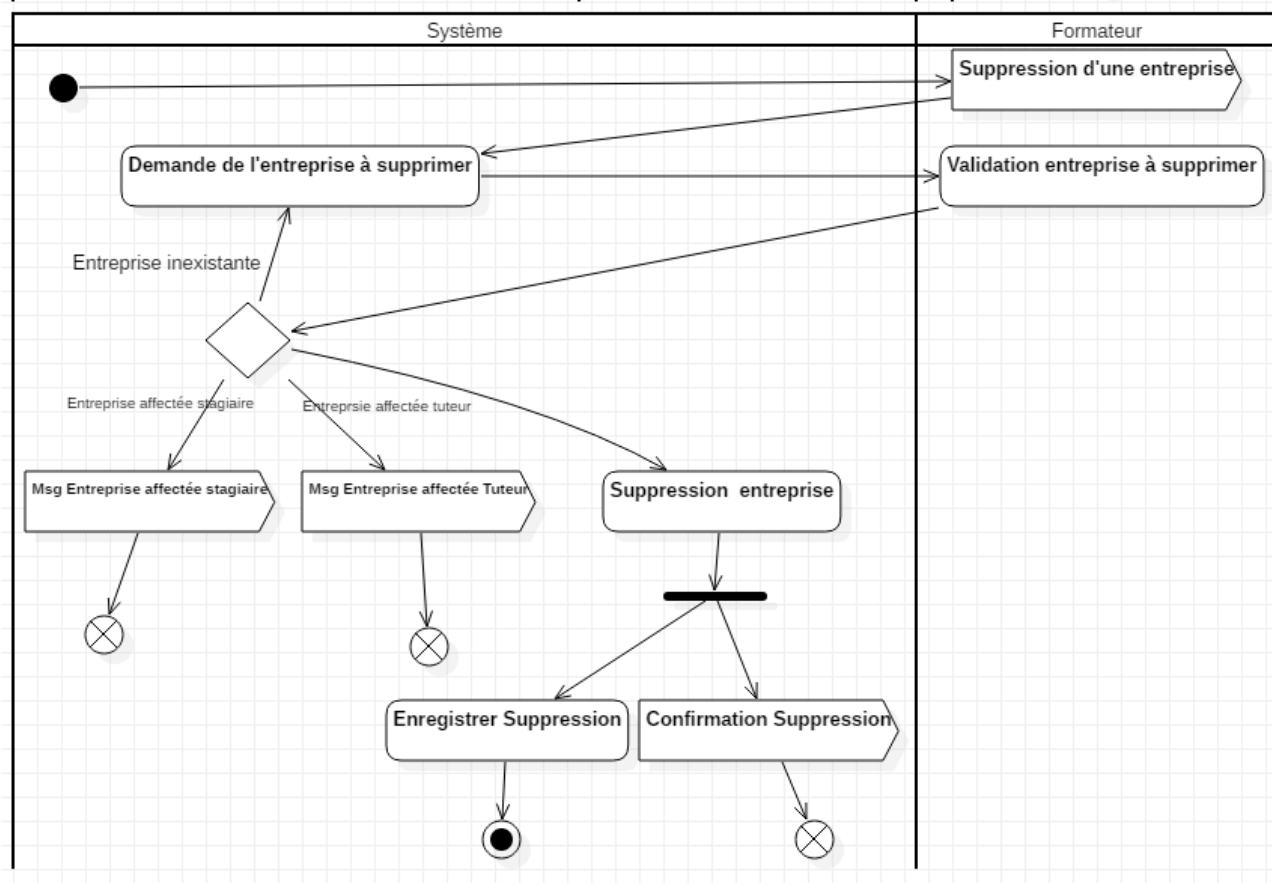 Système
Formateur
Suppression d'une entreprise
Demande de l'entreprise à supprimer
Validation entreprise à supprimer
Entreprise inexistante
Entreprise affectée stagiaire
Entreprsie affectée tuteur
Msg Entreprise affectée stagiaire
Msg Entreprise affectée Tuteur
Suppression entreprise
Enregistrer Suppression
Confirmation Suppression